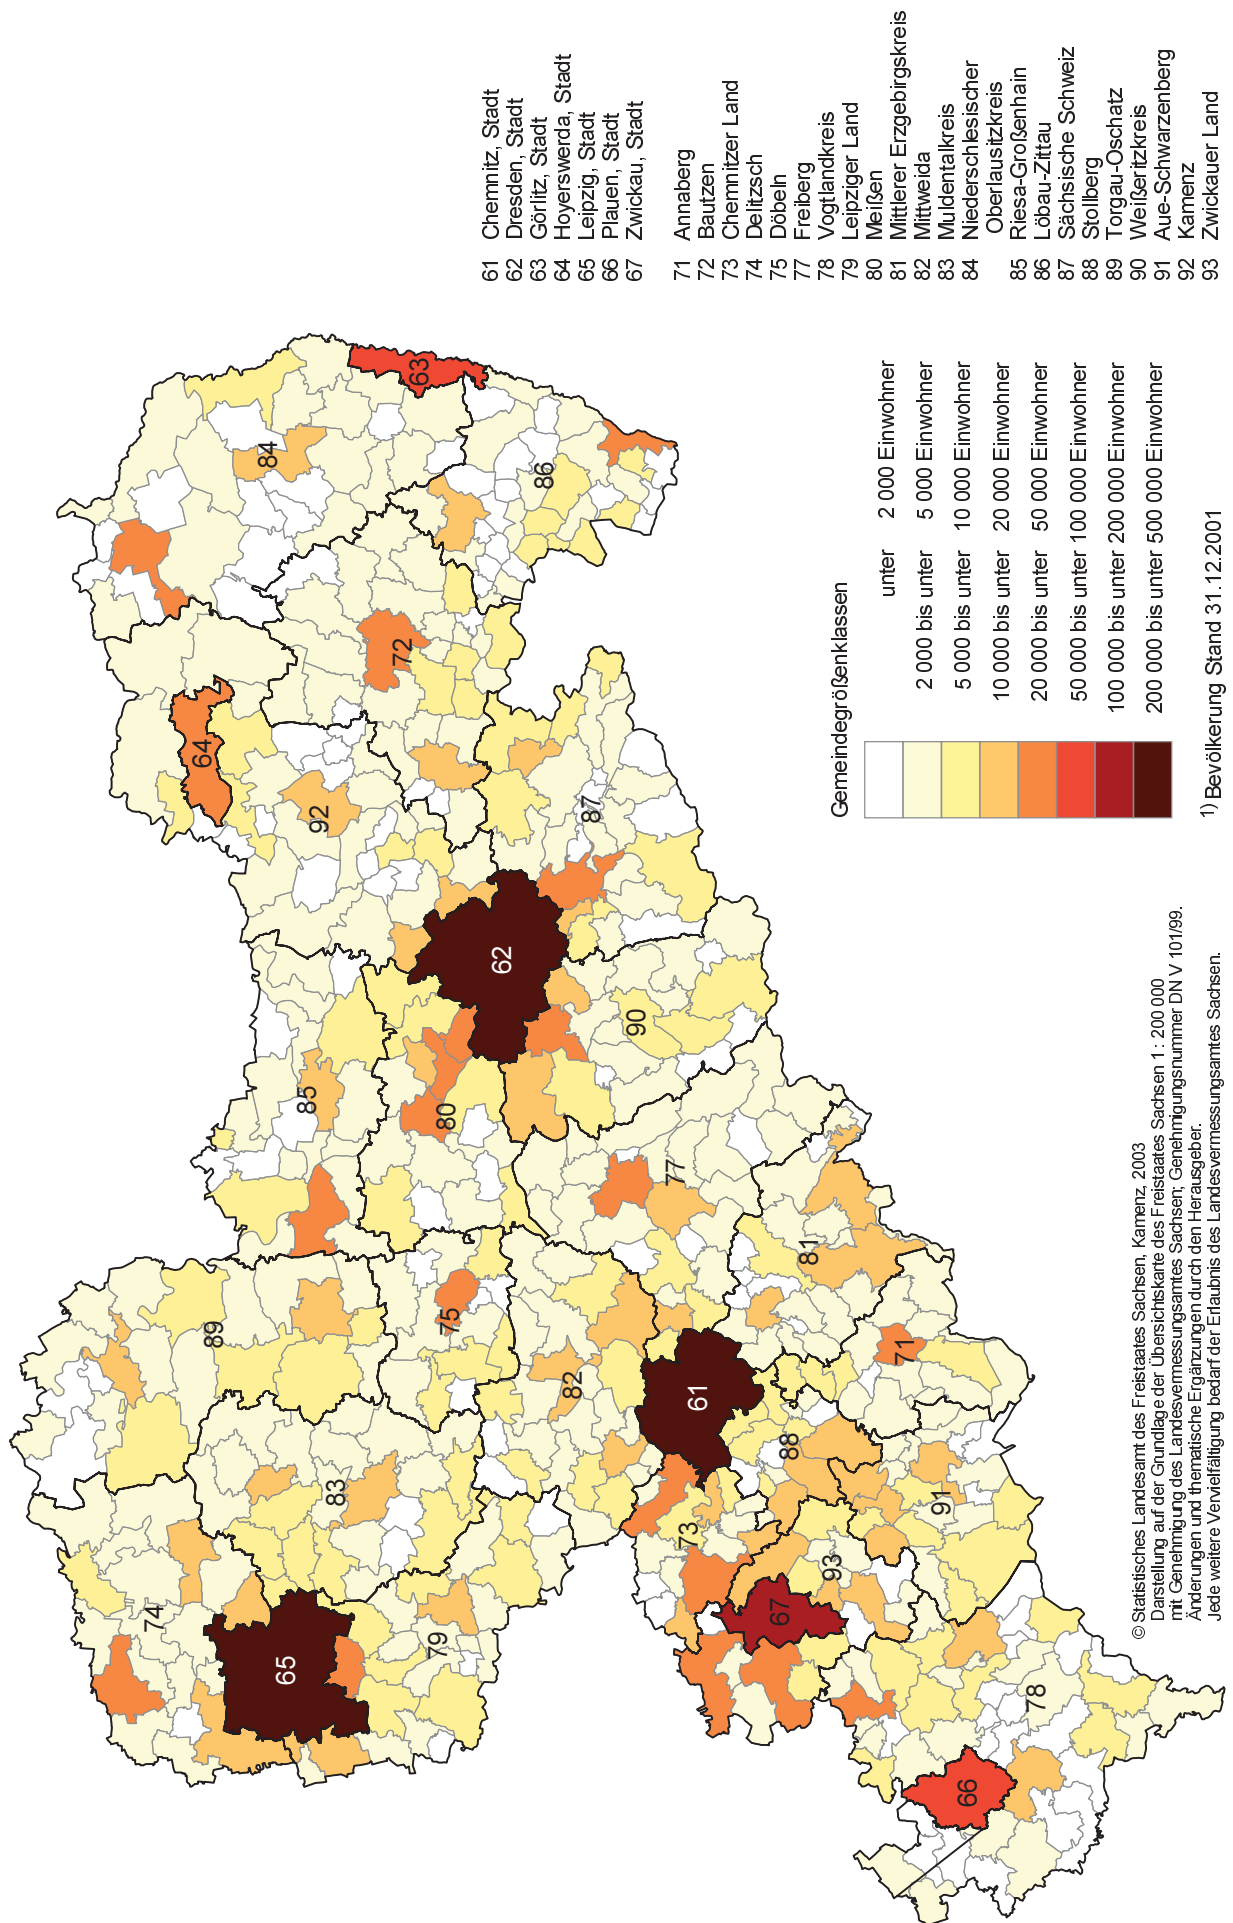 61 Chemnitz, Stadt
62 Dresden, Stadt
63 Görlitz, Stadt
64 Hoyerswerda, Stadt
65 Leipzig, Stadt
66 Plauen, Stadt
67 Zwickau, Stadt
71 Annaberg
72 Bautzen
73 Chemnitzer Land
74 Delitzsch
75 Döbeln
77 Freiberg
78 Vogtlandkreis
79 Leipziger Land
80 Meißen
81 Mittlerer Erzgebirgskreis
82 Mittweida
83 Muldentalkreis
84 Niederschlesischer
Oberlausitzkreis
85 Riesa-Großenhain
86 Löbau-Zittau
87 Sächsische Schweiz
88 Stollberg
89 Torgau-Oschatz
90 Weißeritzkreis
91 Aue-Schwarzenberg
92 Kamenz
93 Zwickauer Land
Gemeindegrößenklassen
unter 2 000 Einwohner
2 000 bis unter 5 000 Einwohner
5 000 bis unter 10 000 Einwohner
10 000 bis unter 20 000 Einwohner
20 000 bis unter 50 000 Einwohner
50 000 bis unter 100 000 Einwohner
100 000 bis unter 200 000 Einwohner
200 000 bis unter 500 000 Einwohner
1) Bevölkerung Stand 31.12.2001
© Statistisches Landesamt des Freistaates Sachsen, Kamenz, 2003
Darstellung auf der Grundlage der Übersichtskarte des Freistaates Sachsen 1 : 200 000
mit Genehmigung des Landesvermessungsamtes Sachsen; Genehmigungsnummer DN V 101/99.
Änderungen und thematische Ergänzungen durch den Herausgeber.
Jede weitere Vervielfältigung bedarf der Erlaubnis des Landesvermessungsamtes Sachsen.
74
65
79
89
83
75
82
85
80
77
62
90
92
64
72
87
84
63
86
61
81
71
88
73
67
93
91
66
78